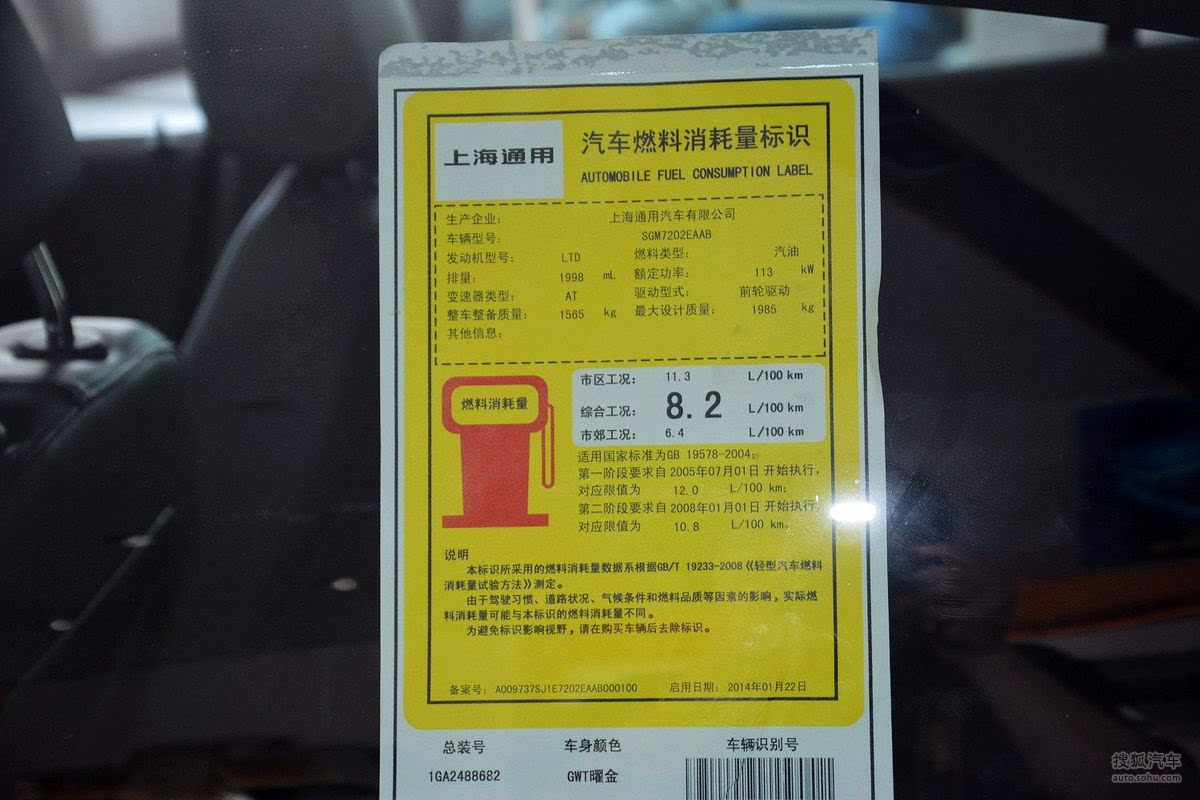 上海通用
汽车燃料消耗量标识
AUTOMOBILE FUEL CONSUMPTION LABEL
生产企业: 上海通用汽车有限公司
车辆型号: SGM7202EAAB
发动机型号: LTD 燃料类型: 汽油
排量: 1998 mL 额定功率: 113 kW
变速器类型: AT 驱动型式: 前轮驱动
整车整备质量: 1565 kg 最大设计质量: 1985 kg
其他信息:
燃料消耗量
市区工况: 11.3 L/100 km
综合工况: 8.2 L/100 km
市郊工况: 6.4 L/100 km
适用国家标准为GB 19578-2004;
第一阶段要求自 2005年07月01日 开始执行,
对应限值为 12.0 L/100 km;
第二阶段要求自 2008年01月01日 开始执行,
对应限值为 10.8 L/100 km。
说明
本标识所采用的燃料消耗量数据系根据GB/T 19233-2008《轻型汽车燃料
消耗量试验方法》测定。
由于驾驶习惯、道路状况、气候条件和燃料品质等因素的影响,实际燃
料消耗量可能与本标识的燃料消耗量不同。
为避免标识影响视野,请在购买车辆后去除标识。
备案号: A009737SJ1E7202EAAB000100 启用日期: 2014年01月22日
总装号 车身颜色 车辆识别号
1GA2488682 GWT曜金
搜狐汽车
auto.sohu.com